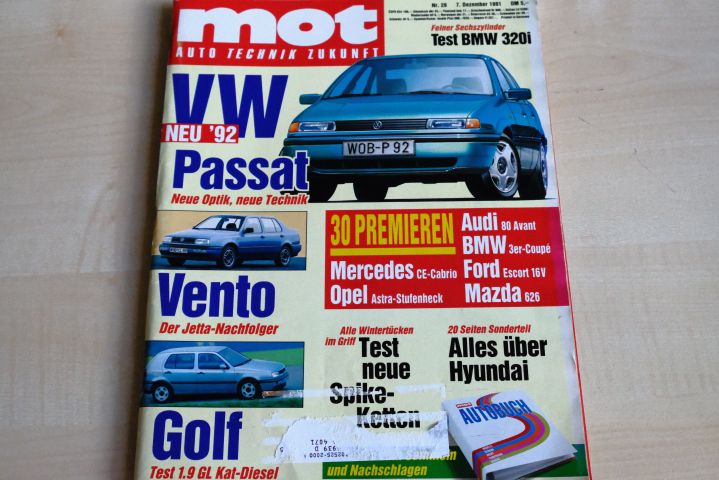 mot
AUTO TECHNIK ZUKUNFT
Nr. 26 7. Dezember 1991 DM 5,-
Feiner Sechszylinder
Test BMW 320i
VW
NEU '92
Passat
Neue Optik, neue Technik
WOB-P 92
30 PREMIEREN
Audi 80 Avant
BMW 3er-Coupé
Mercedes CE-Cabrio
Ford Escort 16V
Opel Astra-Stufenheck
Mazda 626
Vento
Der Jetta-Nachfolger
Alle Wintertücken
im Griff
Test
neue
Spike-
Ketten
20 Seiten Sonderteil
Alles über
Hyundai
AUTOBUCH
Golf
Test 1.9 GL Kat-Diesel
und Nachschlagen